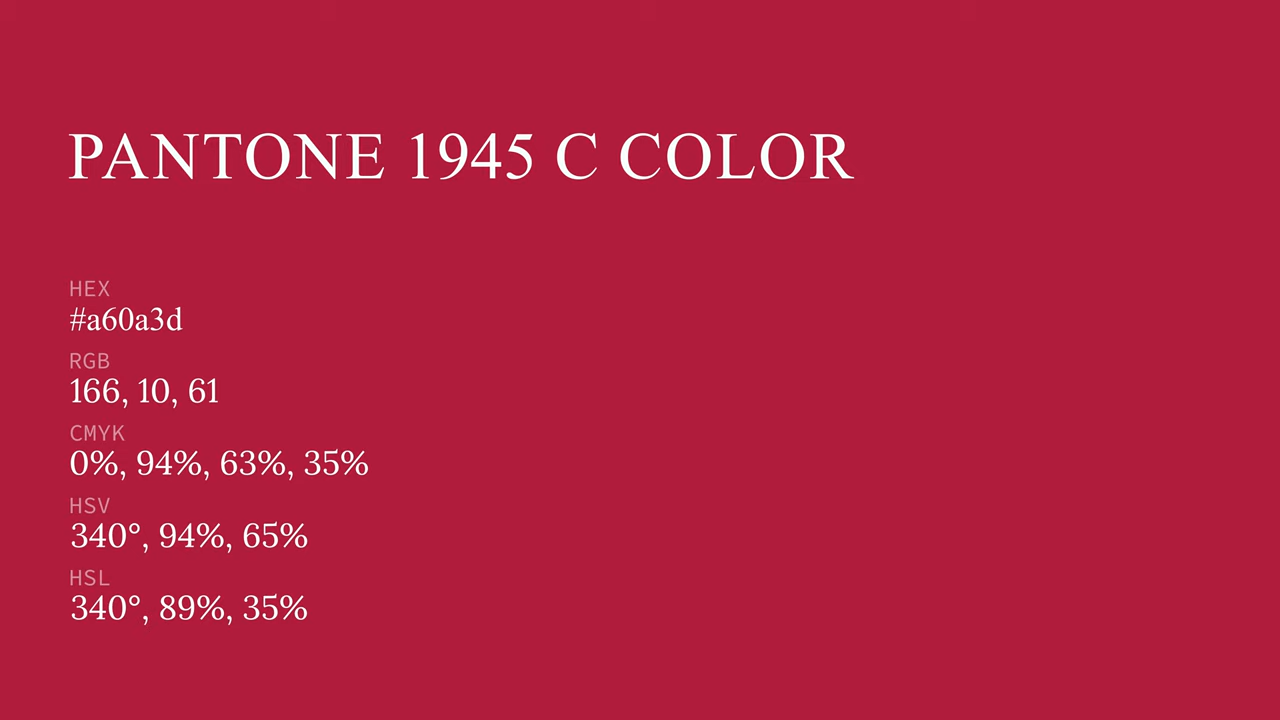 PANTONE 1945 C COLOR
HEX
#a60a3d
RGB
166, 10, 61
CMYK
0%, 94%, 63%, 35%
HSV
340°, 94%, 65%
HSL
340°, 89%, 35%